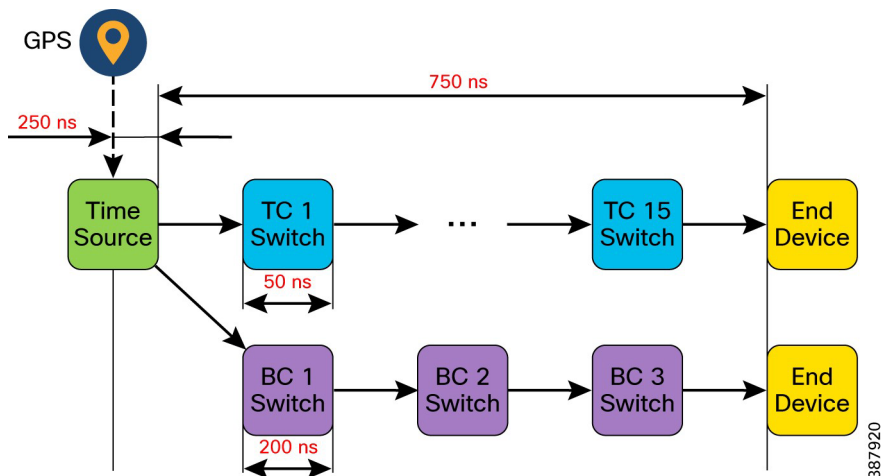 GPS
750 ns
250 ns
Time
Source
TC 1
Switch
...
TC 15
Switch
End
Device
50 ns
BC 1
Switch
BC 2
Switch
BC 3
Switch
End
Device
200 ns
387920